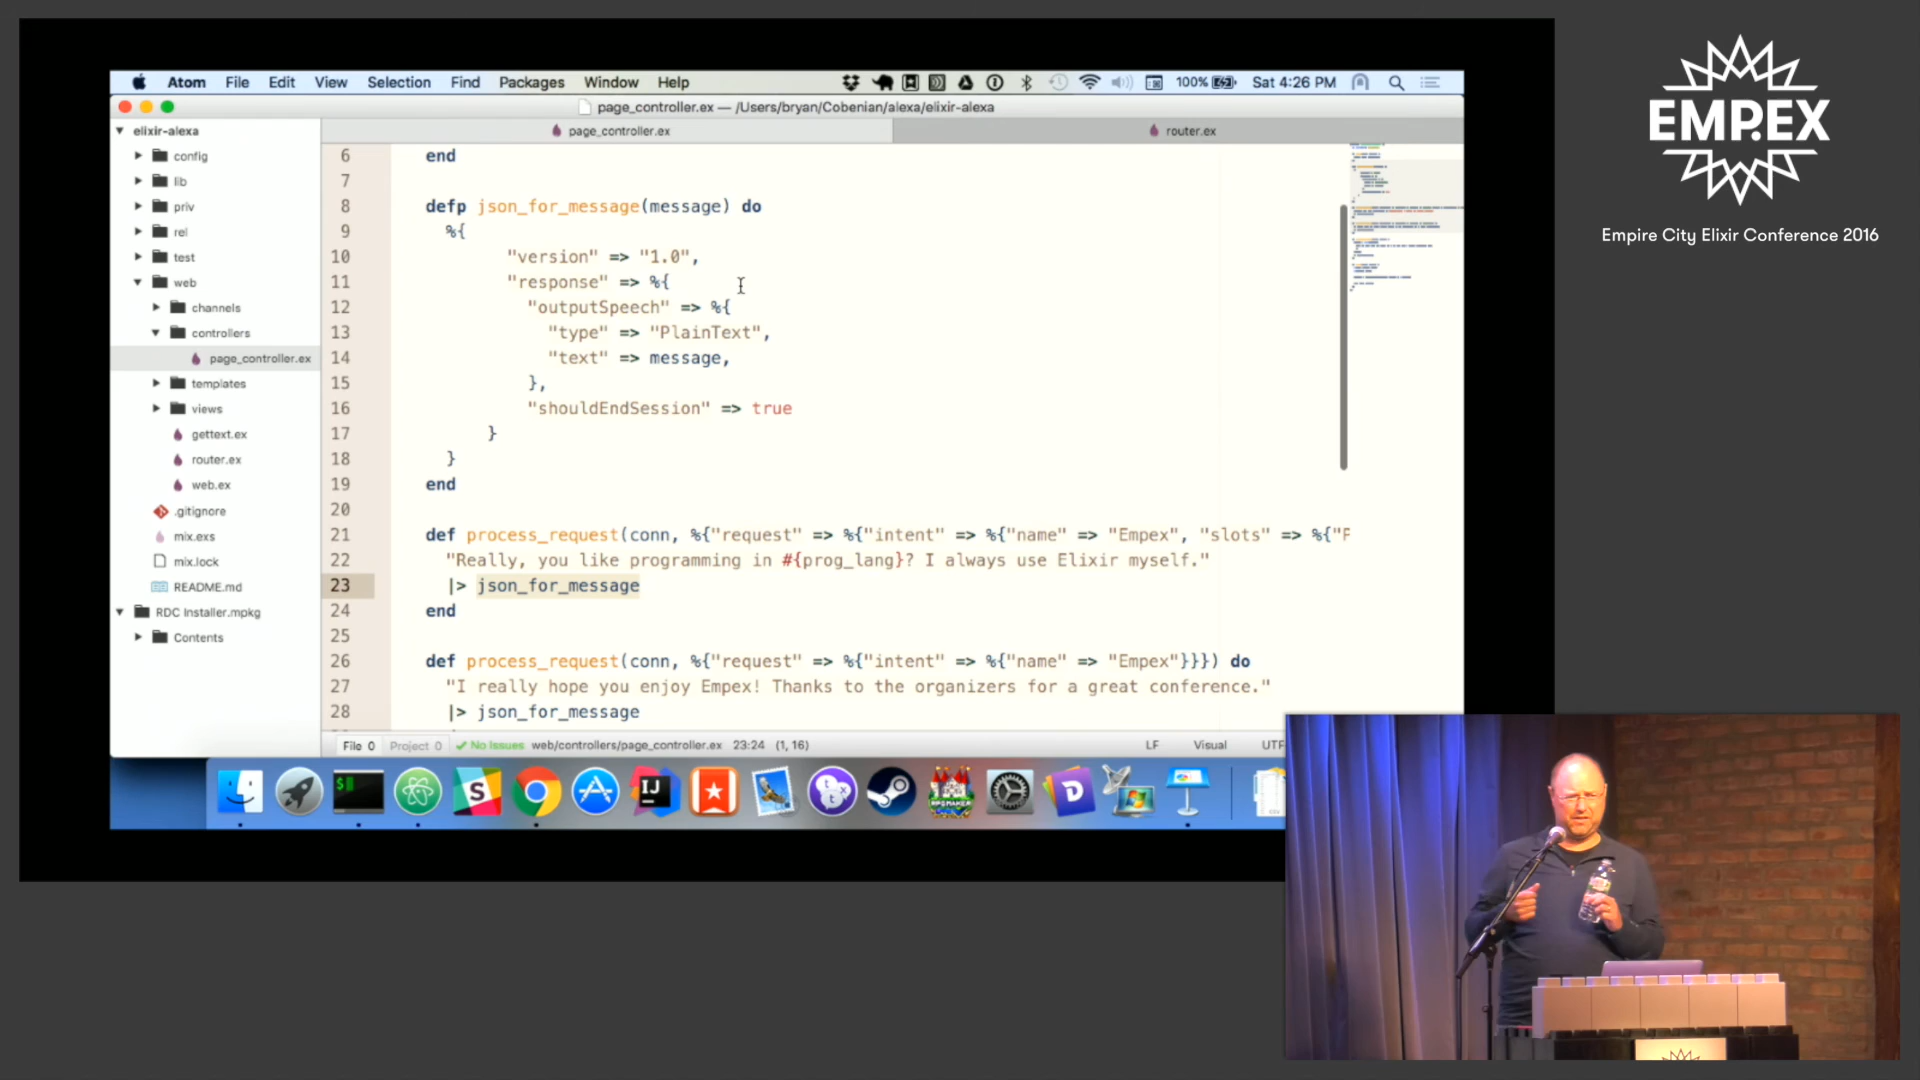 Atom File Edit View Selection Find Packages Window Help 100% Sat 4:26 PM
page_controller.ex — /Users/bryan/Cobenian/alexa/elixir-alexa
page_controller.ex router.ex
elixir-alexa
config
lib
priv
rel
test
web
channels
controllers
page_controller.ex
templates
views
gettext.ex
router.ex
web.ex
.gitignore
mix.exs
mix.lock
README.md
RDC Installer.mpkg
Contents
6 end
7
8 defp json_for_message(message) do
9 %{
10 "version" => "1.0",
11 "response" => %{
12 "outputSpeech" => %{
13 "type" => "PlainText",
14 "text" => message,
15 },
16 "shouldEndSession" => true
17 }
18 }
19 end
20
21 def process_request(conn, %{"request" => %{"intent" => %{"name" => "Empex", "slots" => %{"F
22 "Really, you like programming in #{prog_lang}? I always use Elixir myself."
23 |> json_for_message
24 end
25
26 def process_request(conn, %{"request" => %{"intent" => %{"name" => "Empex"}}}) do
27 "I really hope you enjoy Empex! Thanks to the organizers for a great conference."
28 |> json_for_message
File 0 Project 0 No Issues web/controllers/page_controller.ex 23:24 (1, 16) LF Visual UTF
EMPEX
Empire City Elixir Conference 2016